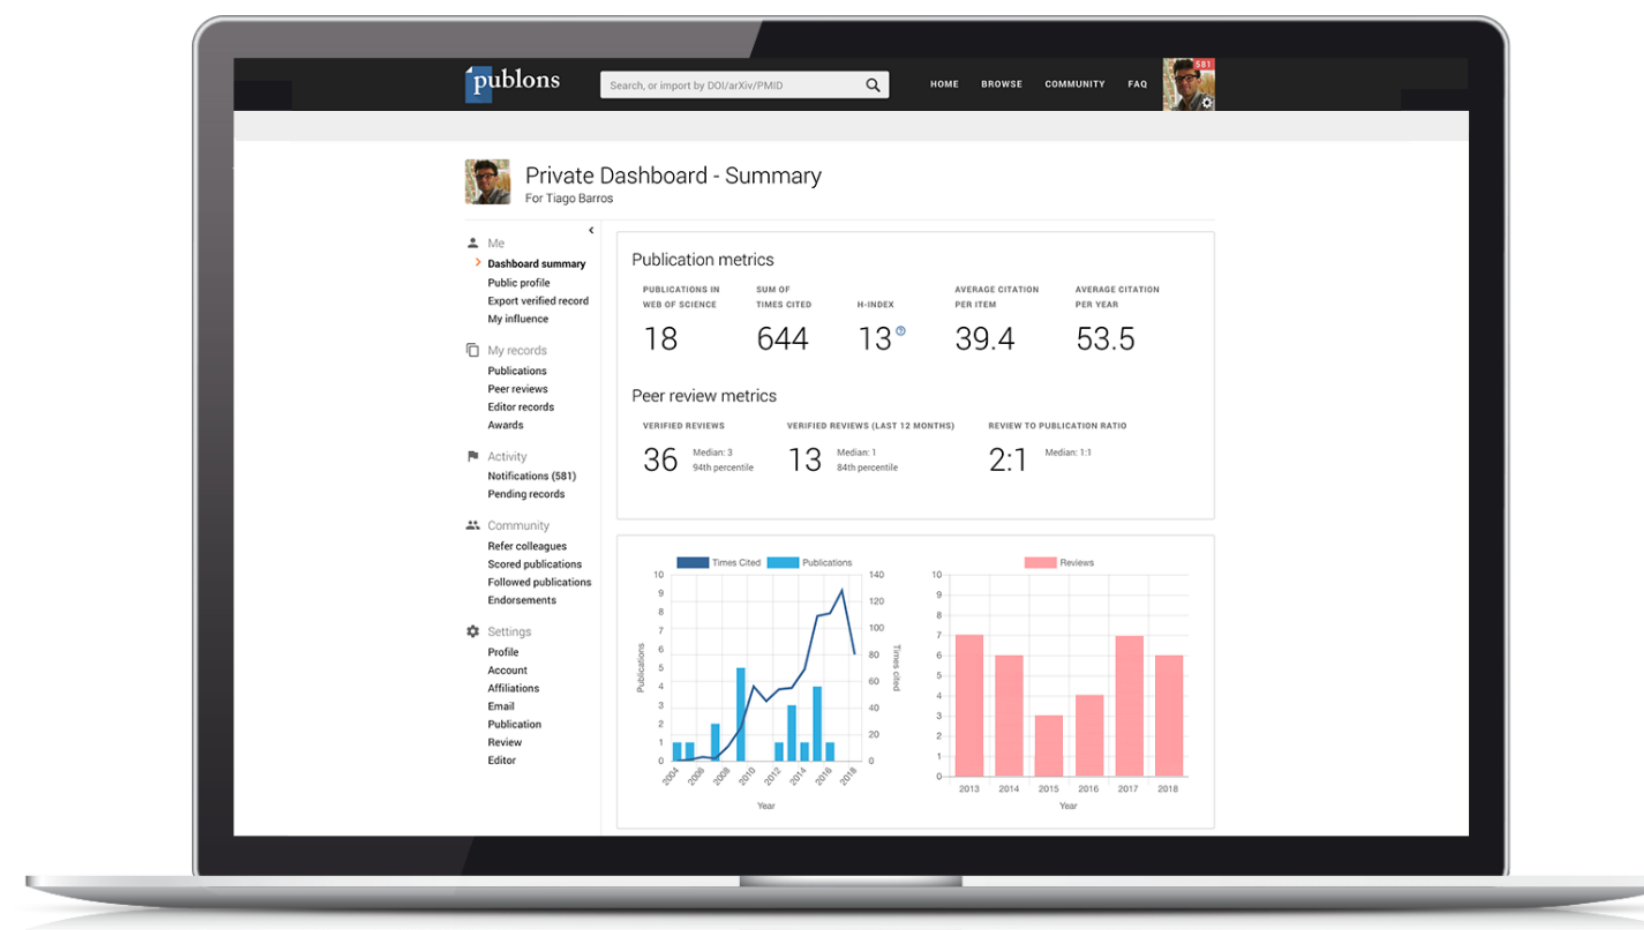 publons
Search, or import by DOI/arXiv/PMID
HOME BROWSE COMMUNITY FAQ
581
Private Dashboard - Summary
For Tiago Barros
Me
Dashboard summary
Public profile
Export verified record
My influence
My records
Publications
Peer reviews
Editor records
Awards
Activity
Notifications (581)
Pending records
Community
Refer colleagues
Scored publications
Followed publications
Endorsements
Settings
Profile
Account
Affiliations
Email
Publication
Review
Editor
Publication metrics
PUBLICATIONS IN
WEB OF SCIENCE
18
SUM OF
TIMES CITED
644
H-INDEX
13
?
AVERAGE CITATION
PER ITEM
39.4
AVERAGE CITATION
PER YEAR
53.5
Peer review metrics
VERIFIED REVIEWS
36
Median: 3
94th percentile
VERIFIED REVIEWS (LAST 12 MONTHS)
13
Median: 1
84th percentile
REVIEW TO PUBLICATION RATIO
2:1
Median: 1:1
Times Cited Publications
10
9
8
7
6
5
4
3
2
1
0
Publications
140
120
100
80
60
40
20
0
Times cited
2004 2006 2008 2010 2012 2014 2016 2018
Year
Reviews
10
9
8
7
6
5
4
3
2
1
0
2013 2014 2015 2016 2017 2018
Year